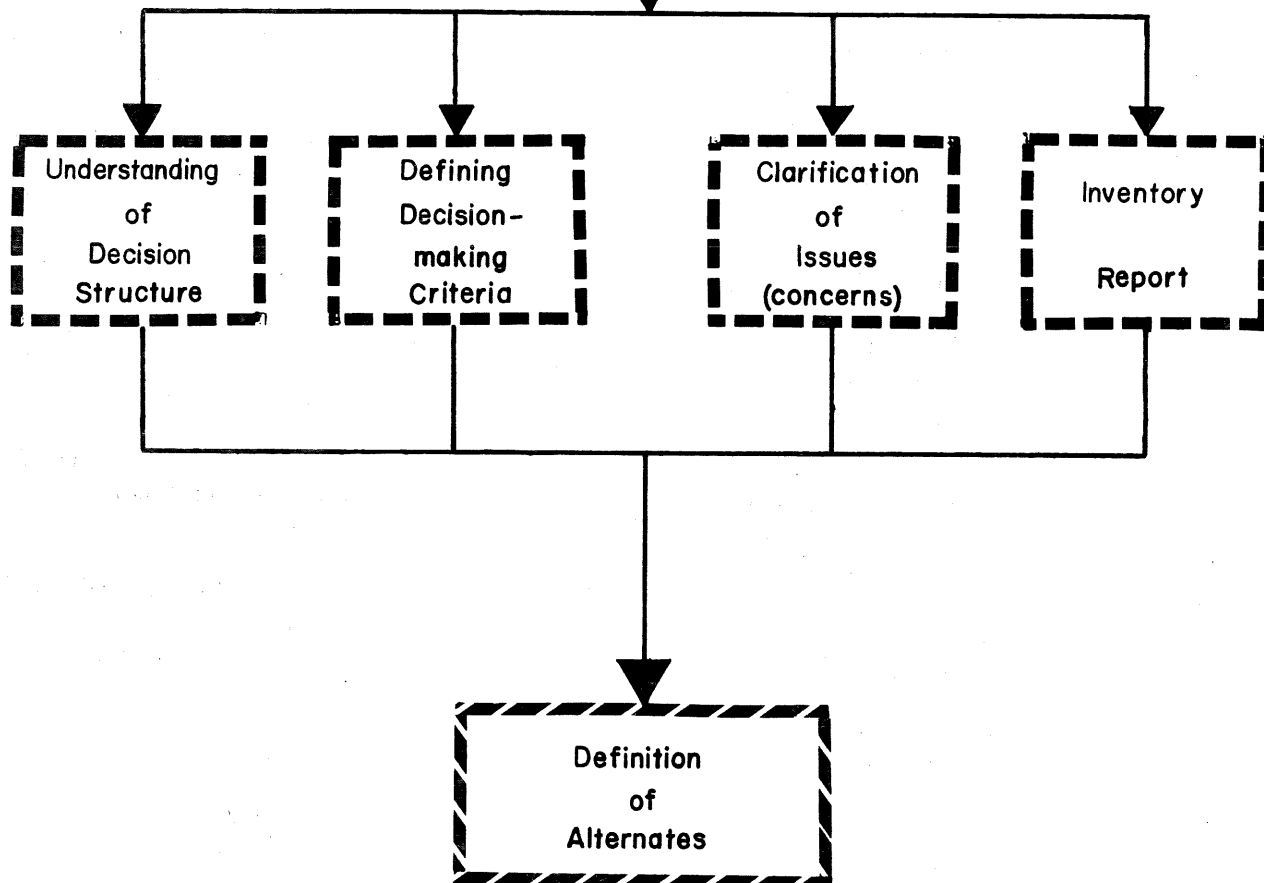 Understanding
of
Decision
Structure
Defining
Decision-
making
Criteria
Clarification
of
Issues
(concerns)
Inventory
Report
Definition
of
Alternates